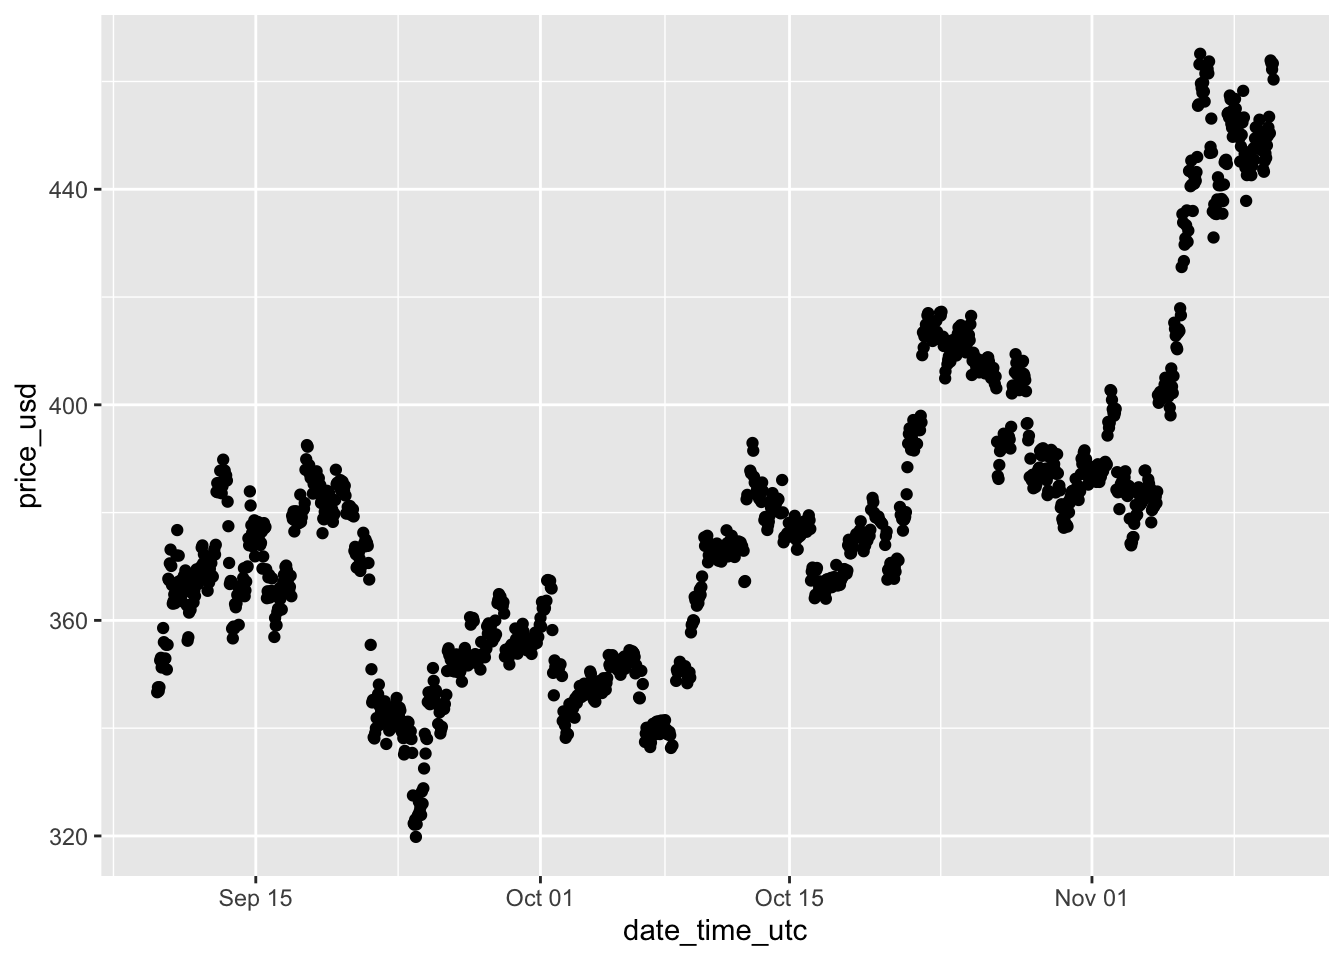 440
400
360
320
price_usd
Sep 15
Oct 01
Oct 15
Nov 01
date_time_utc